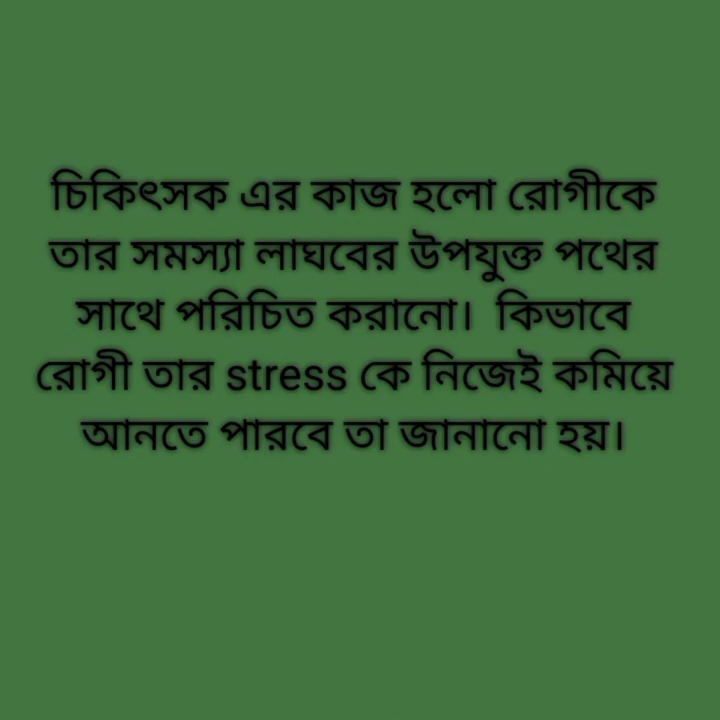 চিকিৎসক এর কাজ হলো রোগীকে
তার সমস্যা লাঘবের উপযুক্ত পথের
সাথে পরিচিত করানো।  কিভাবে
রোগী তার stress কে নিজেই কমিয়ে
আনতে পারবে তা জানানো হয়।